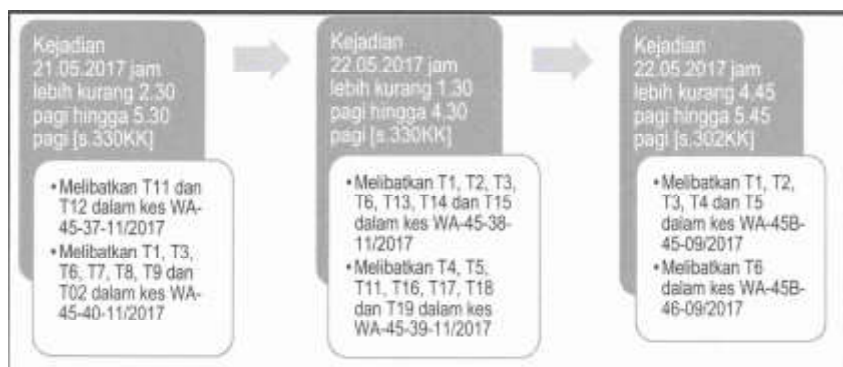 Kejadian
21.05.2017 jam
lebih kurang 2.30
pagi hingga 5.30
pagi [s.330KK]
•Melibatkan T11 dan
T12 dalam kes WA-
45-37-11/2017
•Melibatkan T1, T3,
T6, T7, T8, T9 dan
T02 dalam kes WA-
45-40-11/2017
Kejadian
22.05.2017 jam
lebih kurang 1.30
pagi hingga 4.30
pagi [s.330KK]
•Melibatkan T1, T2, T3,
T6, T13, T14 dan T15
dalam kes WA-45-38-
11/2017
•Melibatkan T4, T5,
T11, T16, T17, T18
dan T19 dalam kes
WA-45-39-11/2017
Kejadian
22.05.2017 jam
lebih kurang 4.45
pagi hingga
5.45
pagi [s.302KK]
•Melibatkan T1, T2,
T3, T4 dan T5
dalam kes WA-45B-
45-09/2017
•Melibatkan T6
dalam kes WA-45B-
46-09/2017